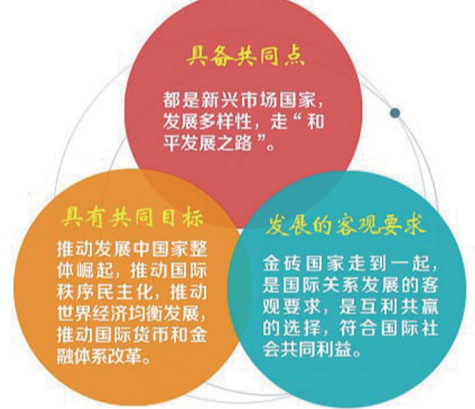 具备共同点
都是新兴市场国家，
发展多样性，走“和
平发展之路”。
具有共同目标
推动发展中国家整
体崛起，推动国际
秩序民主化，推动
世界经济均衡发展，
推动国际货币和金
融体系改革。
发展的客观要求
金砖国家走到一起，
是国际关系发展的客
观要求，是互利共赢
的选择，符合国际社
会共同利益。